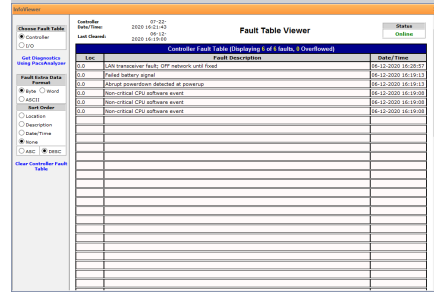 InfoViewer
Choose Fault Table
Controller
I/O
Get Diagnostics
Using PacsAnalyzer
Fault Extra Data
Format
Byte Word
ASCII
Sort Order
Location
Description
Date/Time
None
ASC DESC
Clear Controller Fault
Table
Controller
Date/Time: 07-22-
2020 16:21:43
Last Cleared: 06-12-
2020 16:19:00
Fault Table Viewer
Status
Online
Controller Fault Table (Displaying 6 of 6 faults, 0 Overflowed)
Loc Fault Description Date/Time
0.0 LAN transceiver fault; OFF network until fixed 06-12-2020 16:28:57
0.0 Failed battery signal 06-12-2020 16:19:13
0.0 Abrupt powerdown detected at powerup 06-12-2020 16:19:13
0.0 Non-critical CPU software event 06-12-2020 16:19:08
0.0 Non-critical CPU software event 06-12-2020 16:19:08
0.0 Non-critical CPU software event 06-12-2020 16:19:08